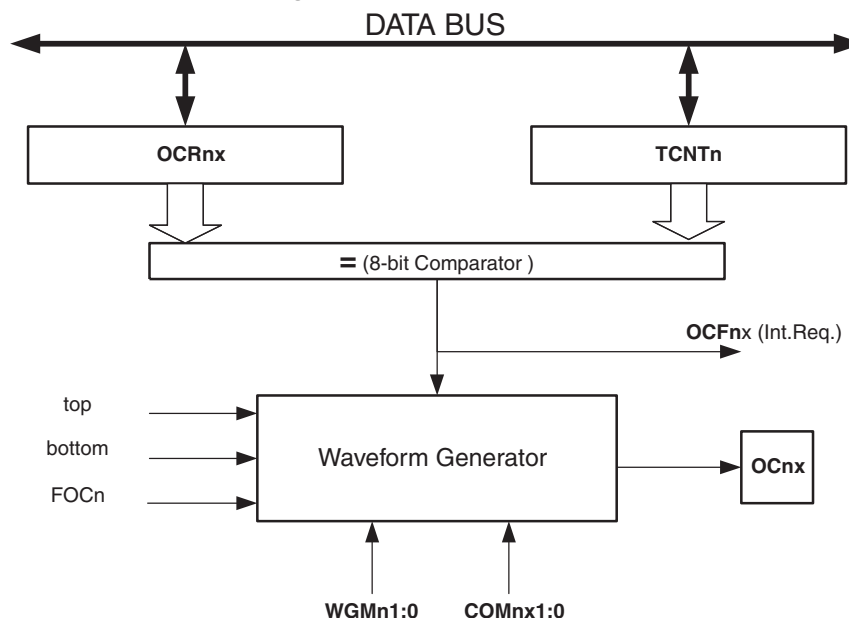 DATA BUS
OCRnx
TCNTn
= (8-bit Comparator )
OCFnx (Int.Req.)
top
bottom
FOCn
Waveform Generator
OCnx
WGMn1:0
COMnx1:0